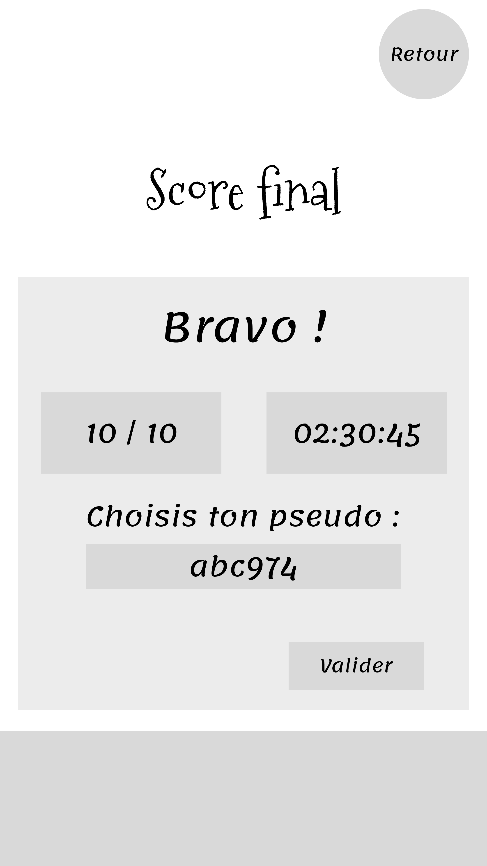 Retour
Score final
Bravo !
10 / 10
02:30:45
Choisis ton pseudo :
abc974
Valider